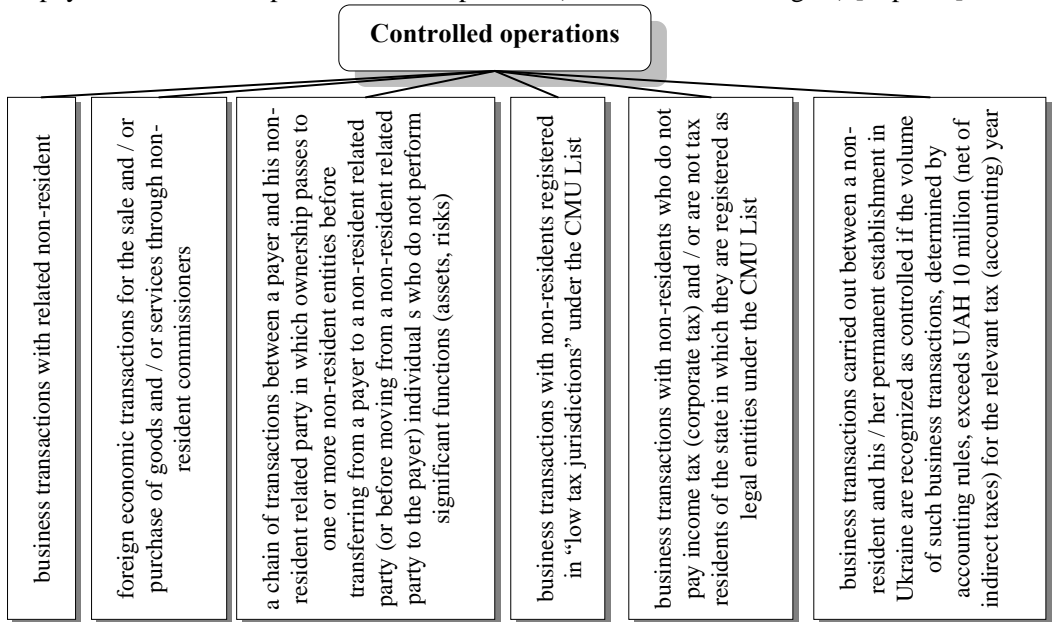 Controlled operations
business transactions with related non-resident
foreign economic transactions for the sale and / or
purchase of goods and / or services through non-
resident commissioners
a chain of transactions between a payer and his non-
resident related party in which ownership passes to
one or more non-resident entities before
transferring from a payer to a non-resident related
party (or before moving from a non-resident related
party to the payer) individual s who do not perform
significant functions (assets, risks)
business transactions with non-residents registered
in “low tax jurisdictions” under the CMU List
business transactions with non-residents who do not
pay income tax (corporate tax) and / or are not tax
residents of the state in which they are registered as
legal entities under the CMU List
business transactions carried out between a non-
resident and his / her permanent establishment in
Ukraine are recognized as controlled if the volume
of such business transactions, determined by
accounting rules, exceeds UAH 10 million (net of
indirect taxes) for the relevant tax (accounting) year